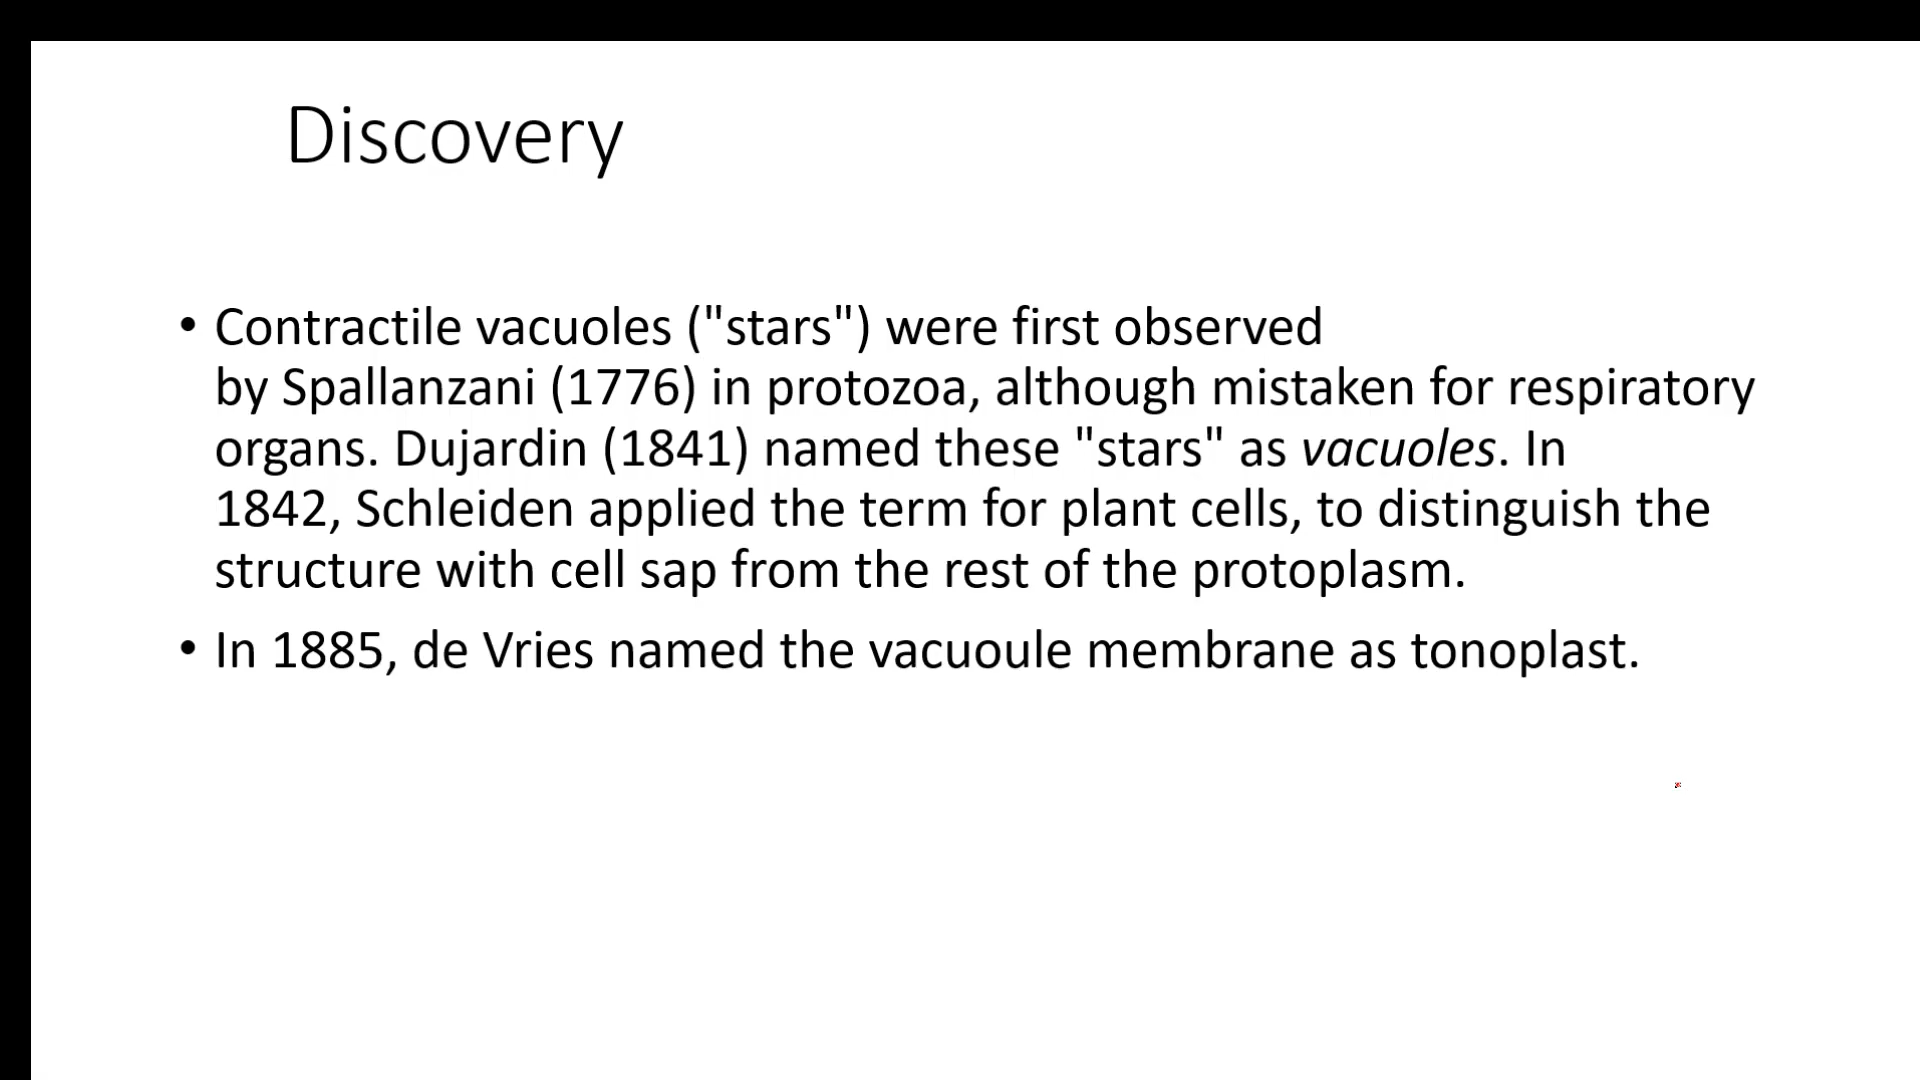 Discovery
• Contractile vacuoles ("stars") were first observed
by Spallanzani (1776) in protozoa, although mistaken for respiratory
organs. Dujardin (1841) named these "stars" as vacuoles. In
1842, Schleiden applied the term for plant cells, to distinguish the
structure with cell sap from the rest of the protoplasm.
• In 1885, de Vries named the vacuoule membrane as tonoplast.